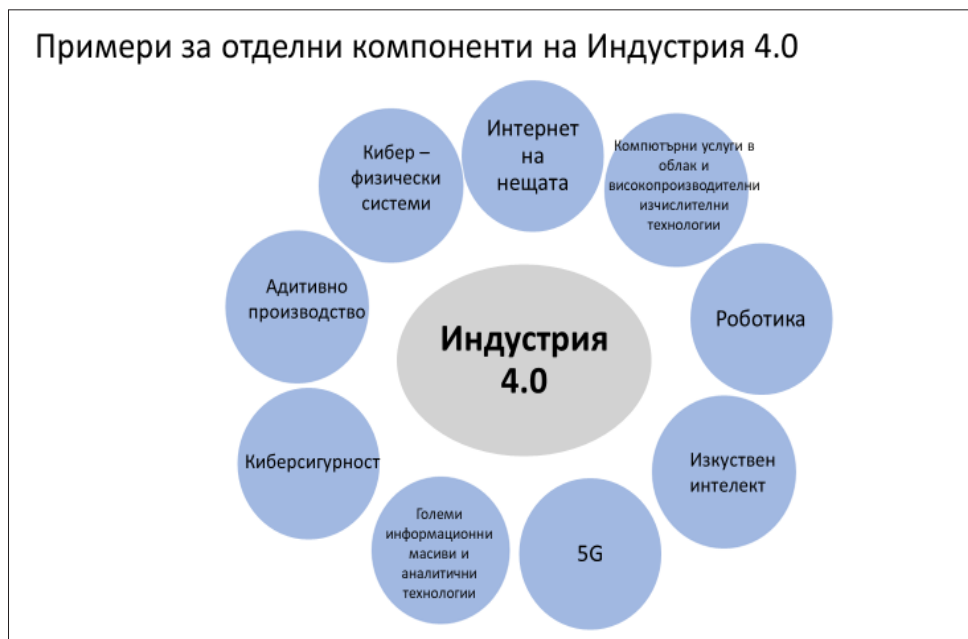 Примери за отделни компоненти на Индустрия 4.0
Интернет
на
нещата
Компютърни услуги в
облак и
високопроизводителни
изчислителни
технологии
Роботика
Изкуствен
интелект
5G
Големи
информационни
масиви и
аналитични
технологии
Киберсигурност
Адитивно
производство
Кибер –
физически
системи
Индустрия
4.0